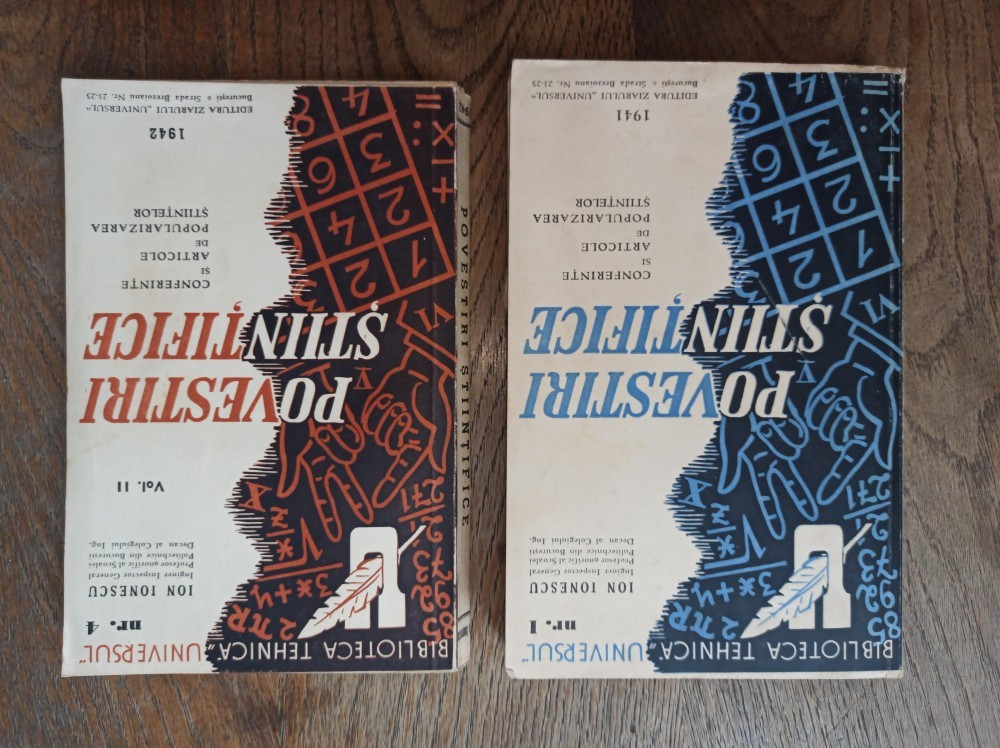 BIBLIOTECA TEHNICA „UNIVERSUL"
nr. 1
ION IONESCU
Inginer Inspector General
Profesor onorific al Școalei
Politechnice din București
Decan al Colegiului Ing.
POVESTIRI
ȘTIINȚIFICE
CONFERINȚE
ȘI
ARTICOLE
DE
POPULARIZAREA
ȘTIINȚELOR
1941
EDITURA ZIARULUI „UNIVERSUL"
București • Strada Brezoianu Nr. 23-25
BIBLIOTECA TEHNICA „UNIVERSUL"
nr. 4
ION IONESCU
Inginer Inspector General
Profesor onorific al Școalei
Politechnice din București
Decan al Colegiului Ing.
Vol. II
POVESTIRI
ȘTIINȚIFICE
CONFERINȚE
ȘI
ARTICOLE
DE
POPULARIZAREA
ȘTIINȚELOR
1942
EDITURA ZIARULUI „UNIVERSUL"
București • Strada Brezoianu Nr. 23-25
POVESTIRI ȘTIINȚIFICE